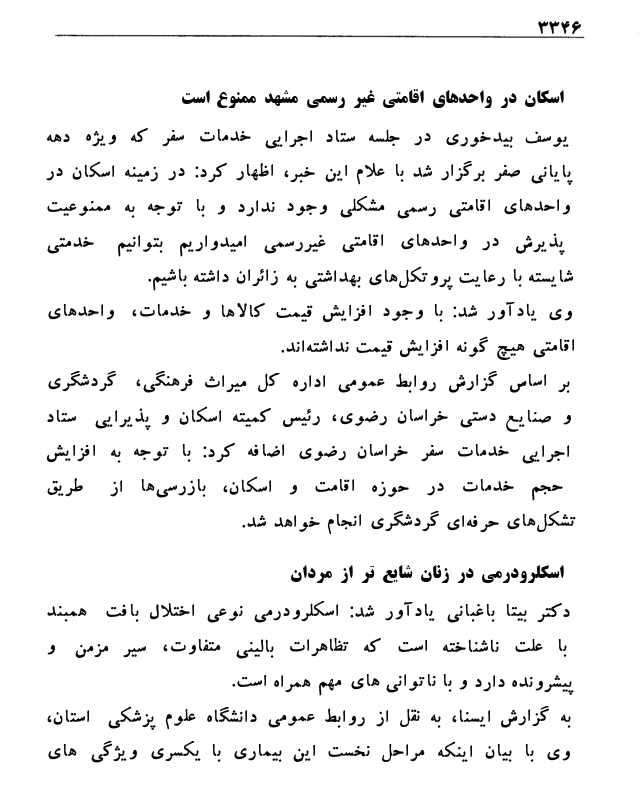 ۳۳۴۶
اسکان در واحدهای اقامتی غیر رسمی مشهد ممنوع است
یوسف بیدخوری در جلسه ستاد اجرایی خدمات سفر که ویژه دهه
پایانی صفر برگزار شد با علام این خبر، اظهار کرد: در زمینه اسکان در
واحدهای اقامتی رسمی مشکلی وجود ندارد و با توجه به ممنوعیت
پذیرش در واحدهای اقامتی غیررسمی امیدواریم بتوانیم خدمتی
شایسته با رعایت پروتکل‌های بهداشتی به زائران داشته باشیم.
وی یادآور شد: با وجود افزایش قیمت کالاها و خدمات، واحدهای
اقامتی هیچ گونه افزایش قیمت نداشته‌اند.
بر اساس گزارش روابط عمومی اداره کل میراث فرهنگی، گردشگری
و صنایع دستی خراسان رضوی، رئیس کمیته اسکان و پذیرایی ستاد
اجرایی خدمات سفر خراسان رضوی اضافه کرد: با توجه به افزایش
حجم خدمات در حوزه اقامت و اسکان، بازرسی‌ها از طریق
تشکل‌های حرفه‌ای گردشگری انجام خواهد شد.
اسکلرودرمی در زنان شایع تر از مردان
دکتر بیتا باغبانی یادآور شد: اسکلرودرمی نوعی اختلال بافت همبند
با علت ناشناخته است که تظاهرات بالینی متفاوت، سیر مزمن و
پیشرونده دارد و با ناتوانی های مهم همراه است.
به گزارش ایسنا، به نقل از روابط عمومی دانشگاه علوم پزشکی استان،
وی با بیان اینکه مراحل نخست این بیماری با یکسری ویژگی های